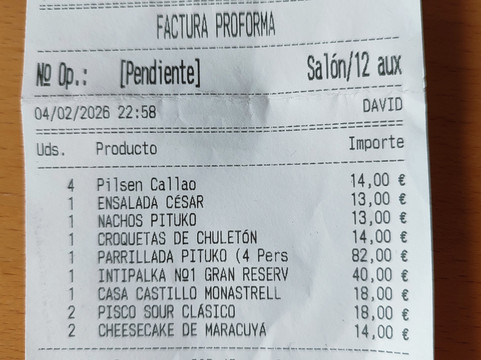 FACTURA PROFORMA
Nº Op.: [Pendiente] Salón/12 aux
04/02/2026 22:58 DAVID
Uds. Producto Importe
4 Pilsen Callao 14,00 €
1 ENSALADA CÉSAR 13,00 €
1 NACHOS PITUKO 13,00 €
1 CROQUETAS DE CHULETóN 14,00 €
1 PARRILLADA PITUKO (4 Pers 82,00 €
1 INTIPALKA Nº1 GRAN RESERV 40,00 €
1 CASA CASTILLO MONASTRELL 18,00 €
2 PISCO SOUR CLÁSICO 18,00 €
2 CHEESECAKE DE MARACUYÁ 14,00 €